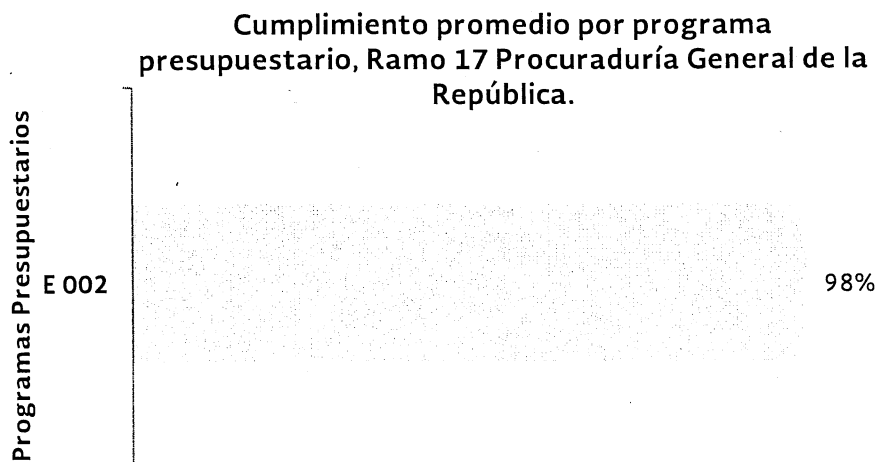 Cumplimiento promedio por programa
presupuestario, Ramo 17 Procuraduría General de la
República.
Programas Presupuestarios
E 002
98%